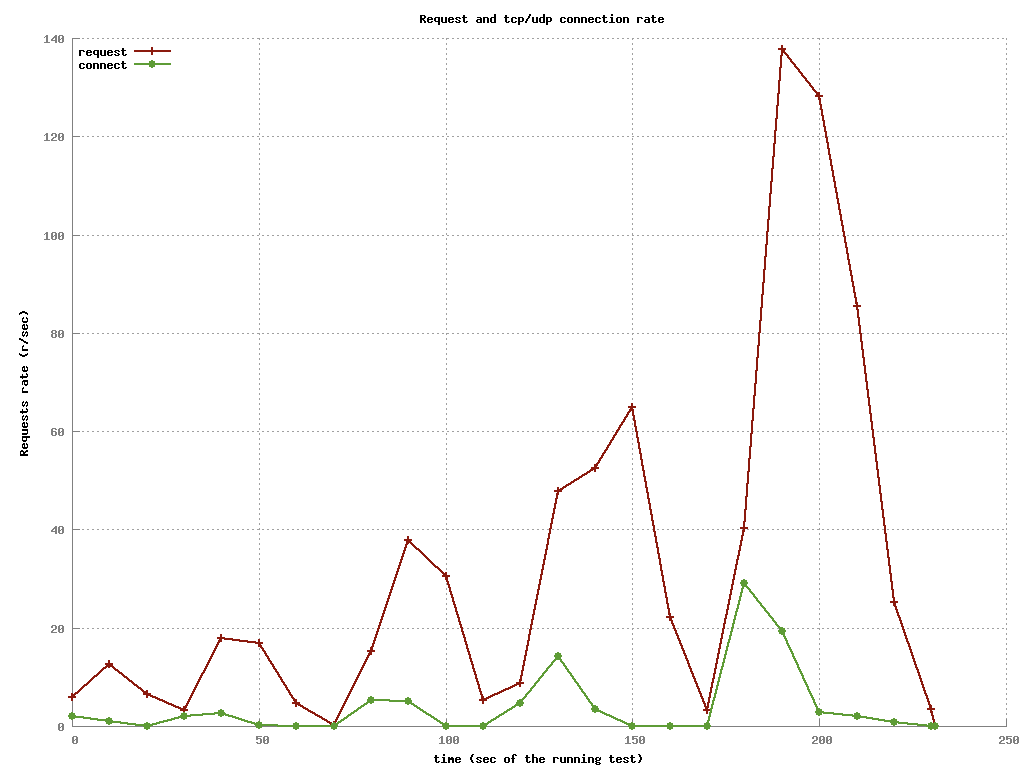 Request and tcp/udp connection rate
request
connect
140
120
100
80
60
40
20
0
Requests rate (r/sec)
0 50 100 150 200 250
time (sec of the running test)